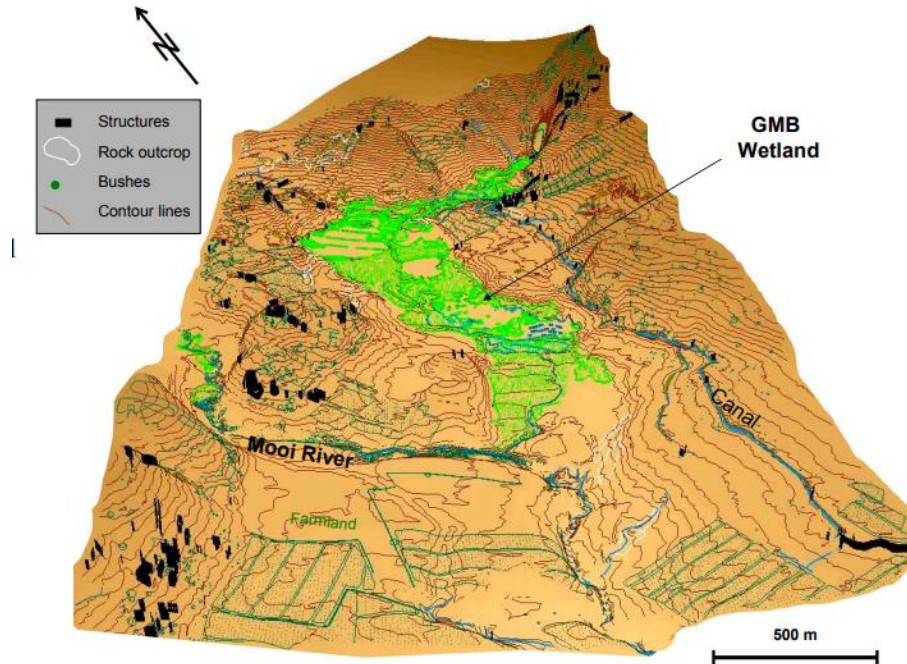 N
Structures
Rock outcrop
Bushes
Contour lines
GMB
Wetland
Canal
Mooi River
Farmland
500 m